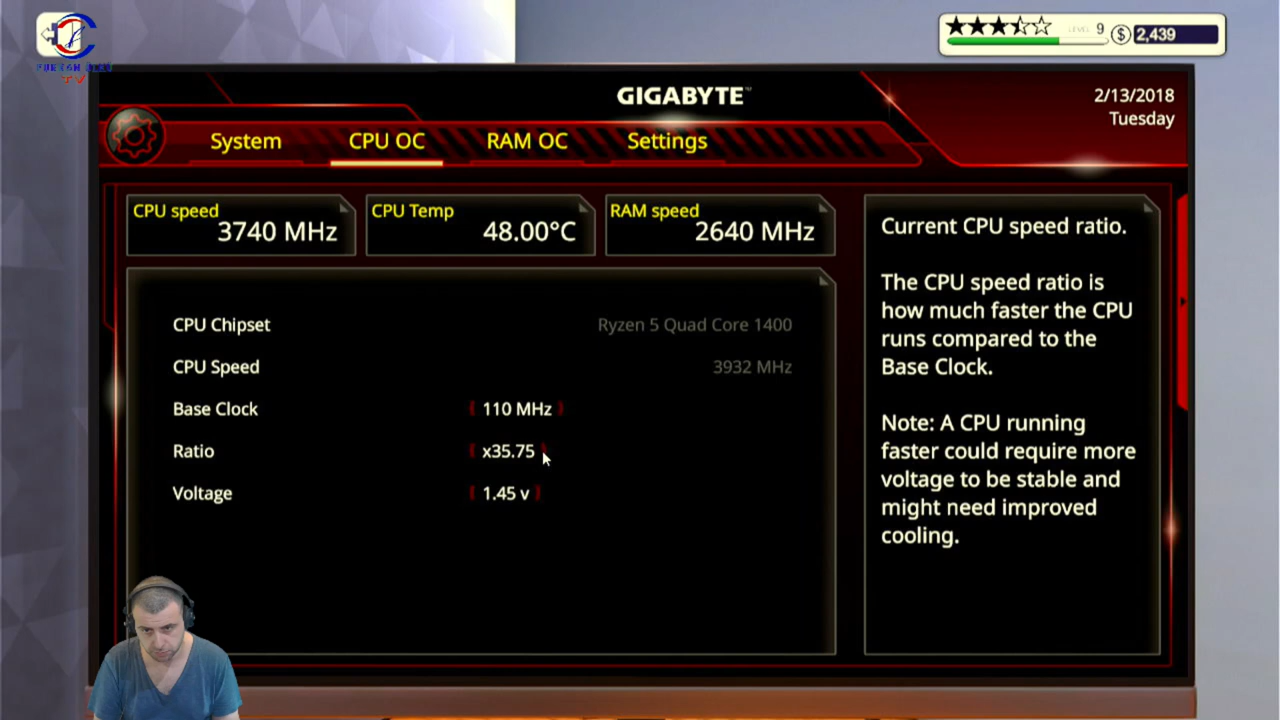 LEVEL 9 $ 2,439
TV
GIGABYTE™
2/13/2018
Tuesday
System CPU OC RAM OC Settings
CPU speed
3740 MHz
CPU Temp
48.00°C
RAM speed
2640 MHz
CPU Chipset Ryzen 5 Quad Core 1400
CPU Speed 3932 MHz
Base Clock 110 MHz
Ratio x35.75
Voltage 1.45 v
Current CPU speed ratio.
The CPU speed ratio is
how much faster the CPU
runs compared to the
Base Clock.
Note: A CPU running
faster could require more
voltage to be stable and
might need improved
cooling.